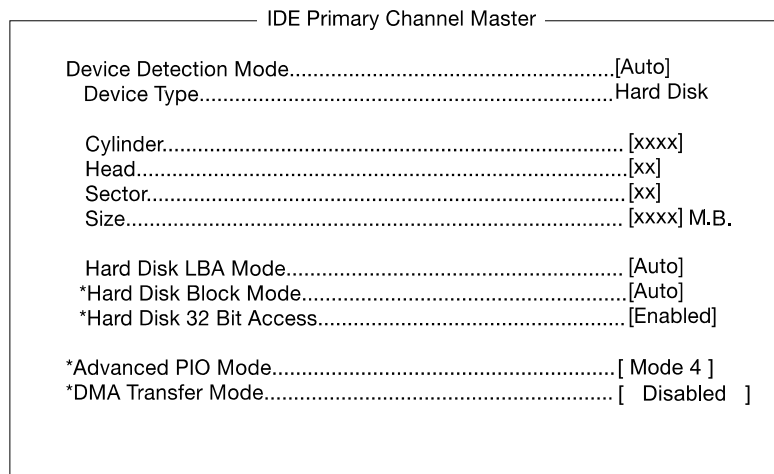 IDE Primary Channel Master
Device Detection Mode......................................................[Auto]
Device Type.....................................................................Hard Disk
Cylinder............................................................................. [xxxx]
Head..................................................................................[xx]
Sector................................................................................[xx]
Size................................................................................... [xxxx] M.B.
Hard Disk LBA Mode........................................................ [Auto]
*Hard Disk Block Mode......................................................[Auto]
*Hard Disk 32 Bit Access................................................... [Enabled]
*Advanced PIO Mode.........................................................[ Mode 4 ]
*DMA Transfer Mode.......................................................... [ Disabled ]